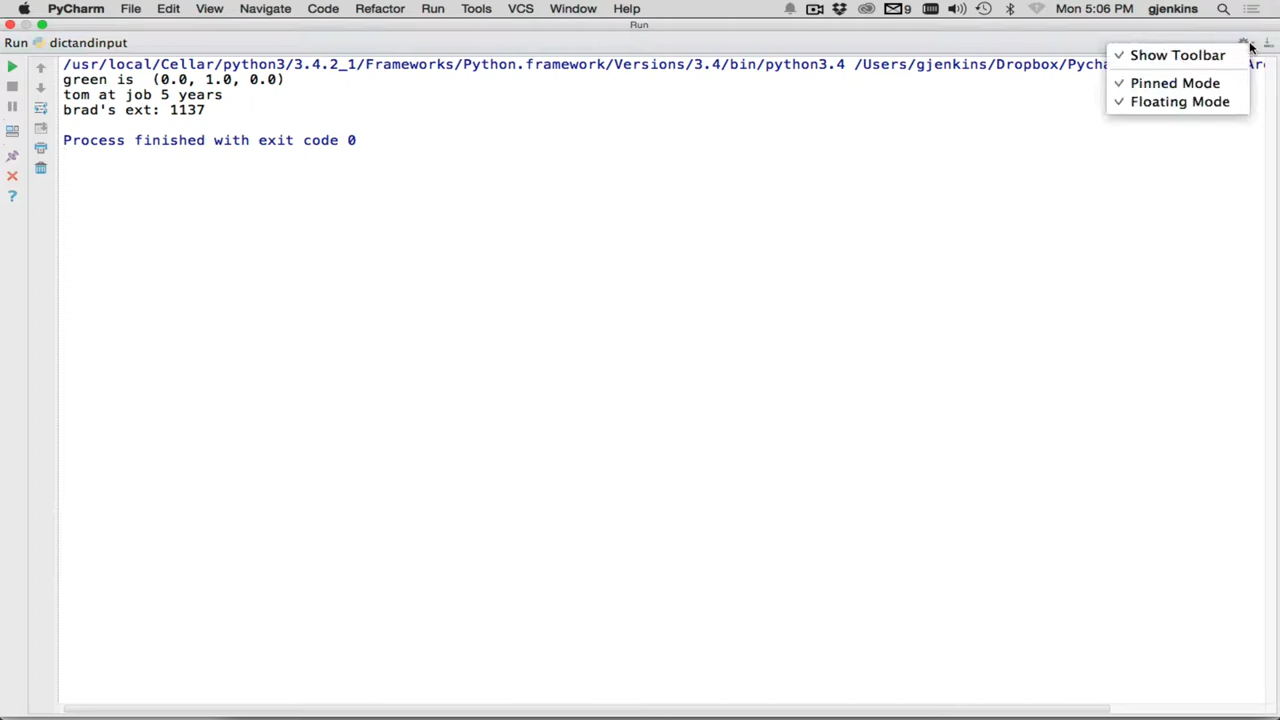 PyCharm File Edit View Navigate Code Refactor Run Tools VCS Window Help 9 Mon 5:06 PM gjenkins
Run
Run dictandinput
Show Toolbar
Pinned Mode
Floating Mode
/usr/local/Cellar/python3/3.4.2_1/Frameworks/Python.framework/Versions/3.4/bin/python3.4 /Users/gjenkins/Dropbox/Pycha
green is  (0.0, 1.0, 0.0)
tom at job 5 years
brad's ext: 1137
Process finished with exit code 0
?